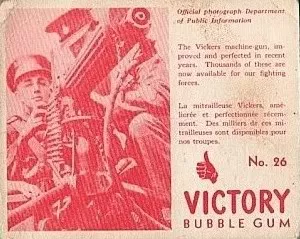 Official photograph Department
of Public Information
The Vickers machine-gun, im-
proved and perfected in recent
years. Thousands of these are
now available for our fighting
forces.
La mitrailleuse Vickers, amé-
liorée et perfectionnée récem-
ment. Des milliers de ces mi-
trailleuses sont disponibles pour
nos troupes.
No. 26
VICTORY
BUBBLE GUM